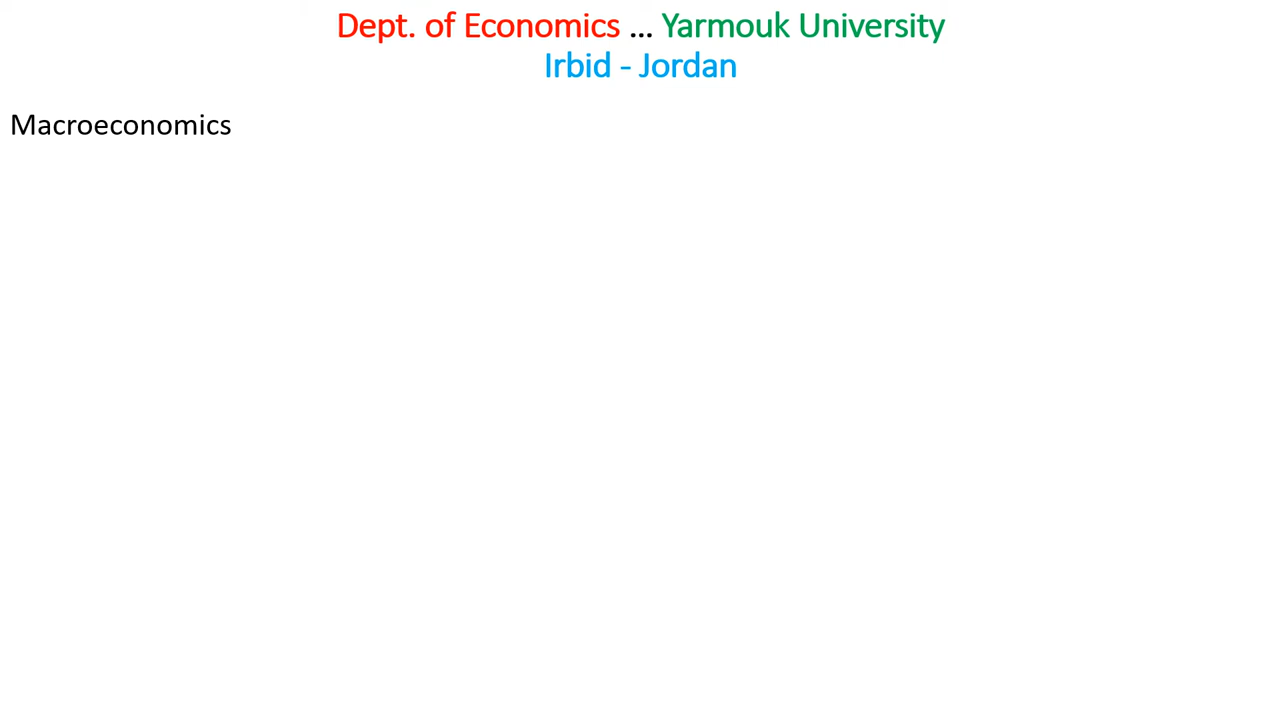 Dept. of Economics ... Yarmouk University
Irbid - Jordan
Macroeconomics